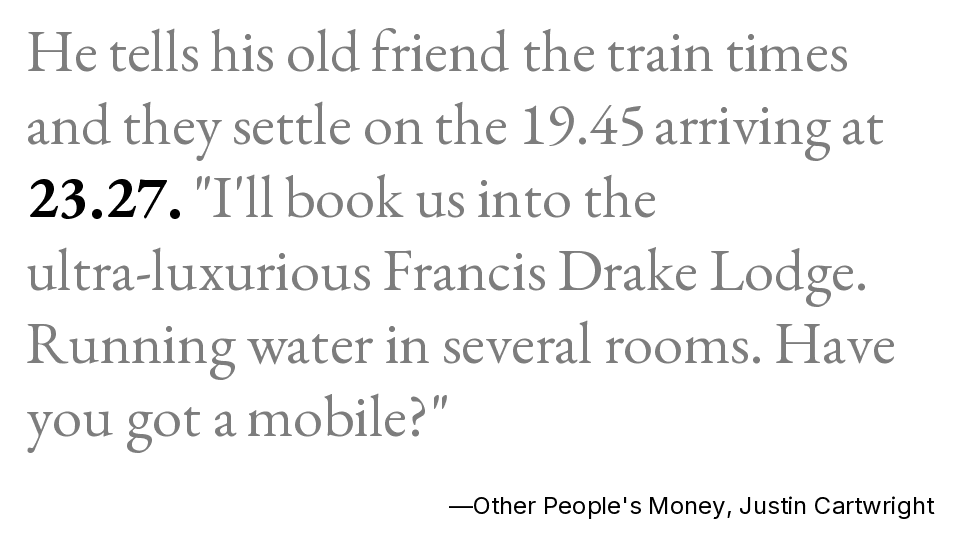 He tells his old friend the train times
and they settle on the 19.45 arriving at
23.27. "I'll book us into the
ultra-luxurious Francis Drake Lodge.
Running water in several rooms. Have
you got a mobile?"
—Other People's Money, Justin Cartwright